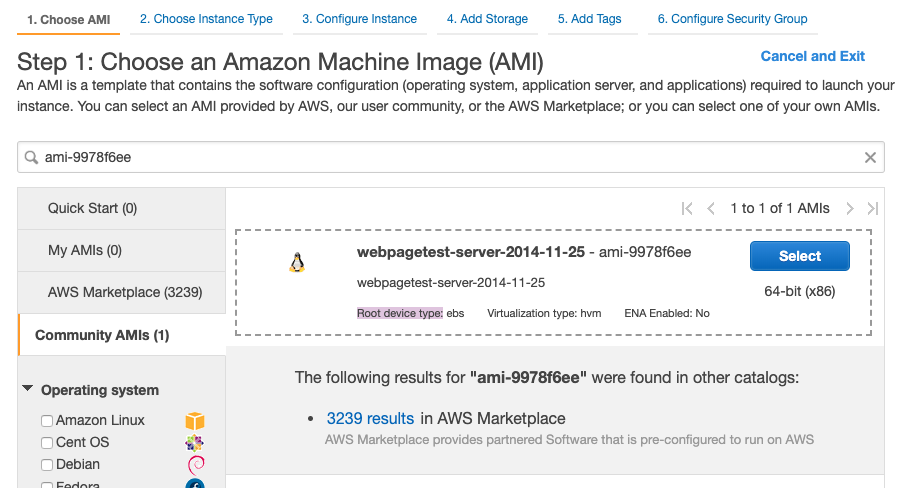 1. Choose AMI 2. Choose Instance Type 3. Configure Instance 4. Add Storage 5. Add Tags 6. Configure Security Group
Step 1: Choose an Amazon Machine Image (AMI)
Cancel and Exit
An AMI is a template that contains the software configuration (operating system, application server, and applications) required to launch your
instance. You can select an AMI provided by AWS, our user community, or the AWS Marketplace; or you can select one of your own AMIs.
ami-9978f6ee
Quick Start (0)
My AMIs (0)
AWS Marketplace (3239)
Community AMIs (1)
Operating system
Amazon Linux
Cent OS
Debian
Fedora
1 to 1 of 1 AMIs
webpagetest-server-2014-11-25 - ami-9978f6ee
webpagetest-server-2014-11-25
Root device type: ebs Virtualization type: hvm ENA Enabled: No
Select
64-bit (x86)
The following results for "ami-9978f6ee" were found in other catalogs:
• 3239 results in AWS Marketplace
AWS Marketplace provides partnered Software that is pre-configured to run on AWS